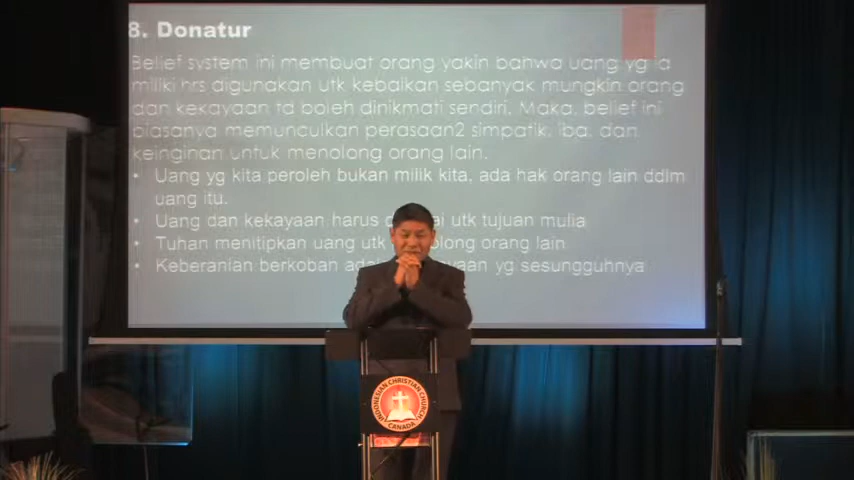 8. Donatur
Belief system ini membuat orang yakin bahwa uang yg ia
miliki hrs digunakan utk kebaikan sebanyak mungkin orang
dan kekayaan td boleh dinikmati sendiri. Maka, belief ini
biasanya memunculkan perasaan2 simpatik, iba, dan
keinginan untuk menolong orang lain.
• Uang yg kita peroleh bukan milik kita, ada hak orang lain ddlm
uang itu.
• Uang dan kekayaan harus utk tujuan mulia
• Tuhan menitipkan uang utk orang lain
• Keberanian berkorban yg sesungguhnya
INDONESIAN CHRISTIAN CHURCH
CANADA